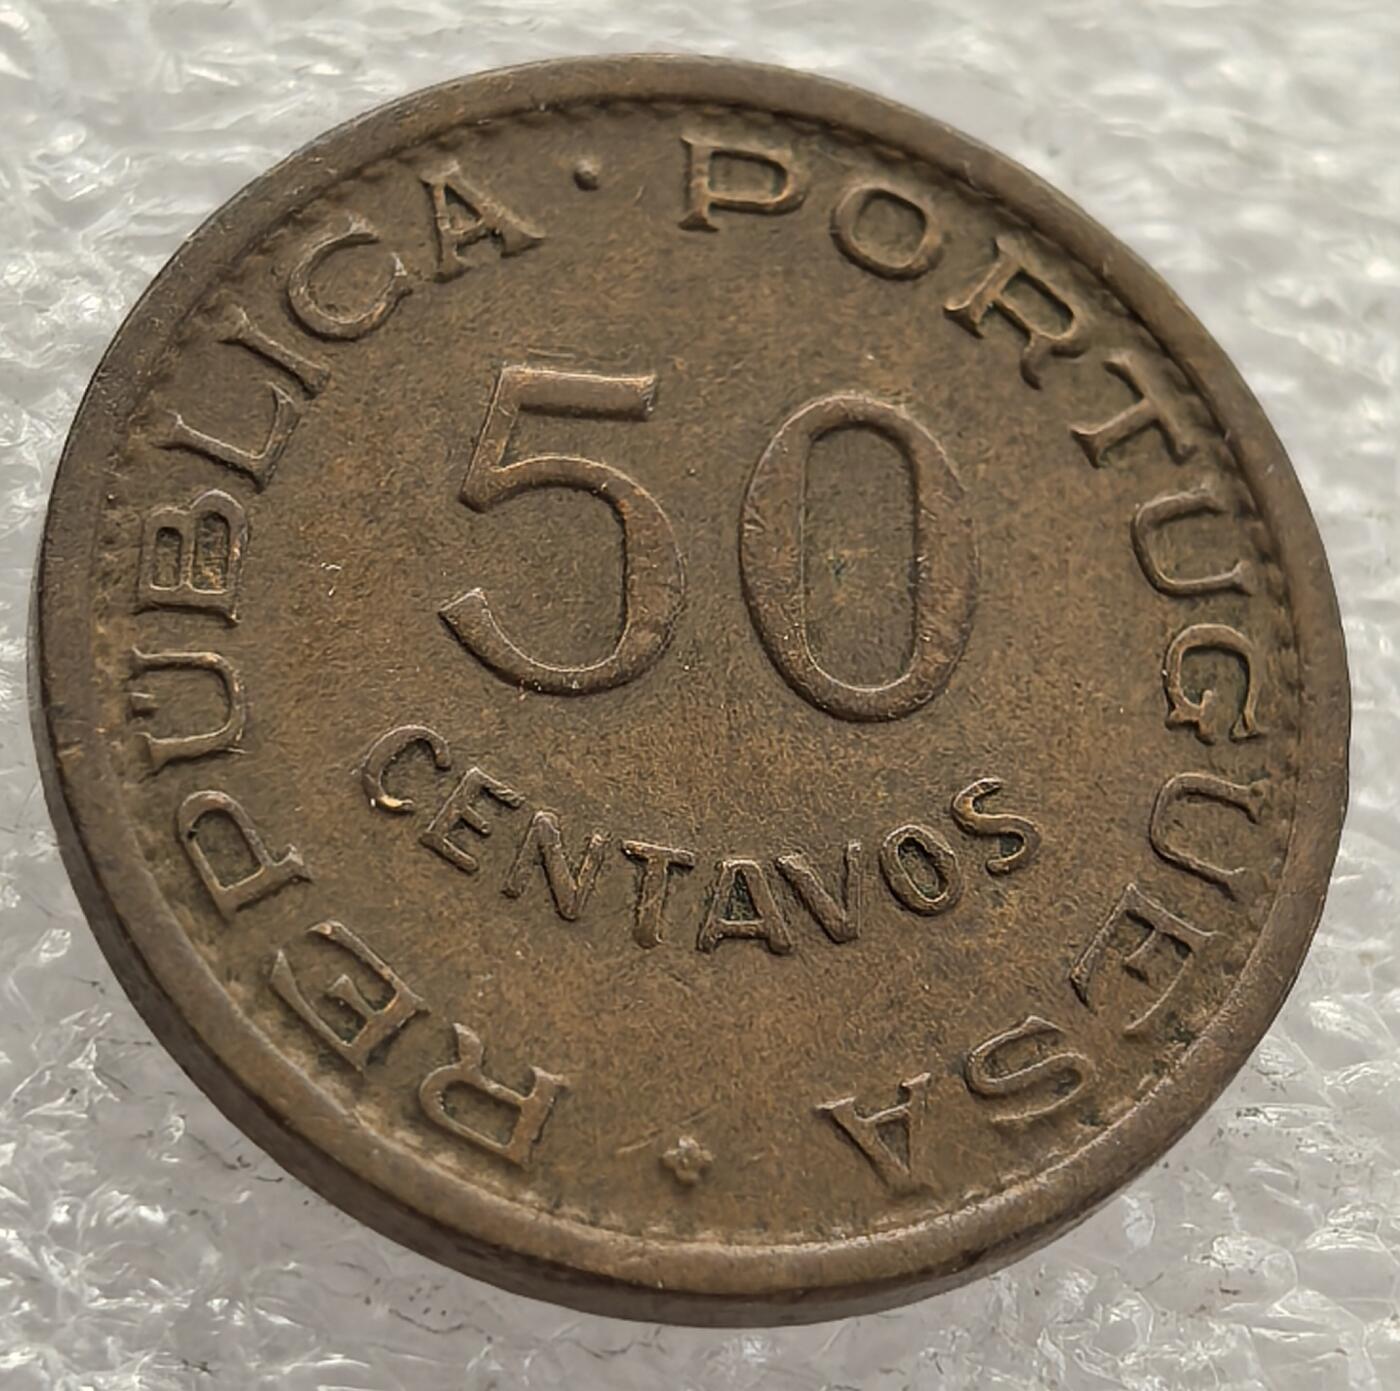 REPUBLICA · PORTUGUESA
50
CENTAVOS